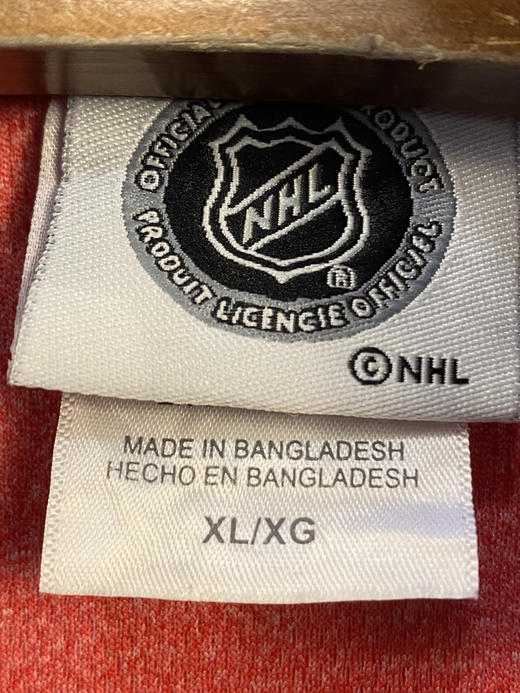 OFFICIAL
PRODUCT
NHL
®
PRODUIT LICENCIE OFFICIEL
©NHL
MADE IN BANGLADESH
HECHO EN BANGLADESH
XL/XG